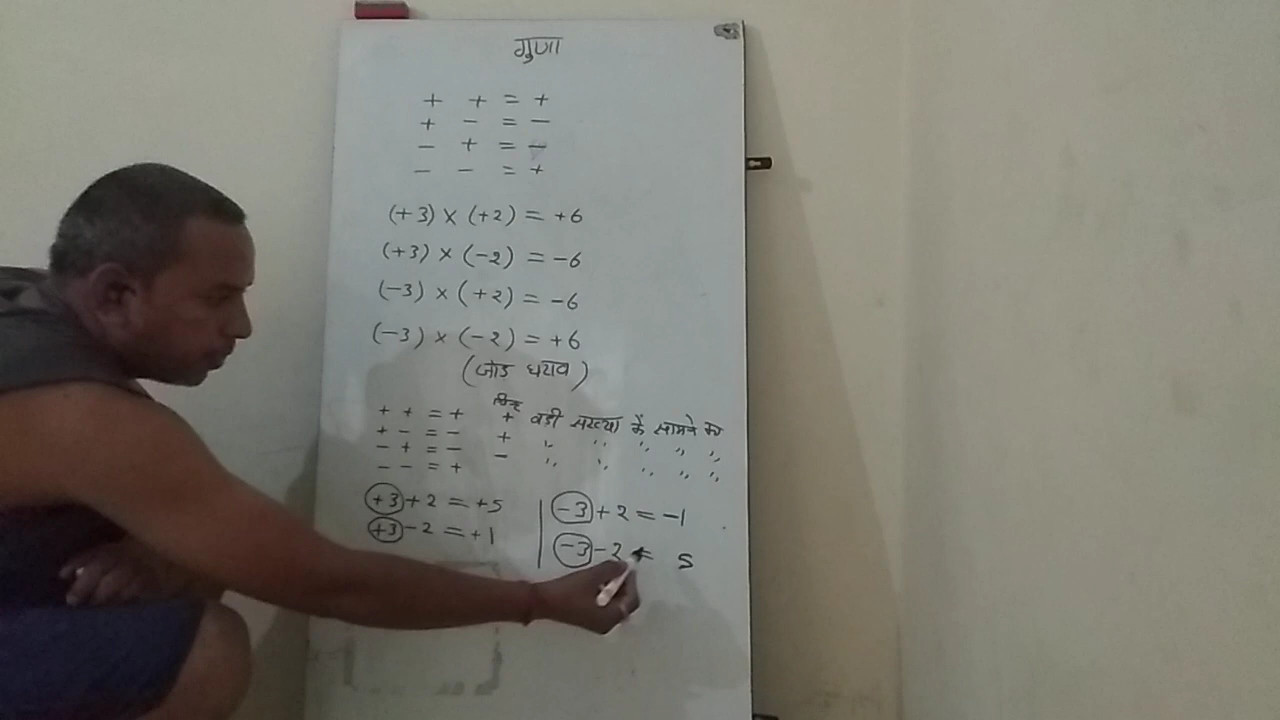 गुणा
+ + = +
+ - = -
- + = -
- - = +
(+3) × (+2) = +6
(+3) × (-2) = -6
(-3) × (+2) = -6
(-3) × (-2) = +6
(जोड घटाव)
चिन्ह
+ + = + + बडी संख्या के सामने का
+ - = - + ,, ,, ,, ,, ,,
- + = - - ,, ,, ,, ,, ,,
- - = +
+3 + 2 = +5
+3 - 2 = +1
-3 + 2 = -1
-3 - 2 = 5